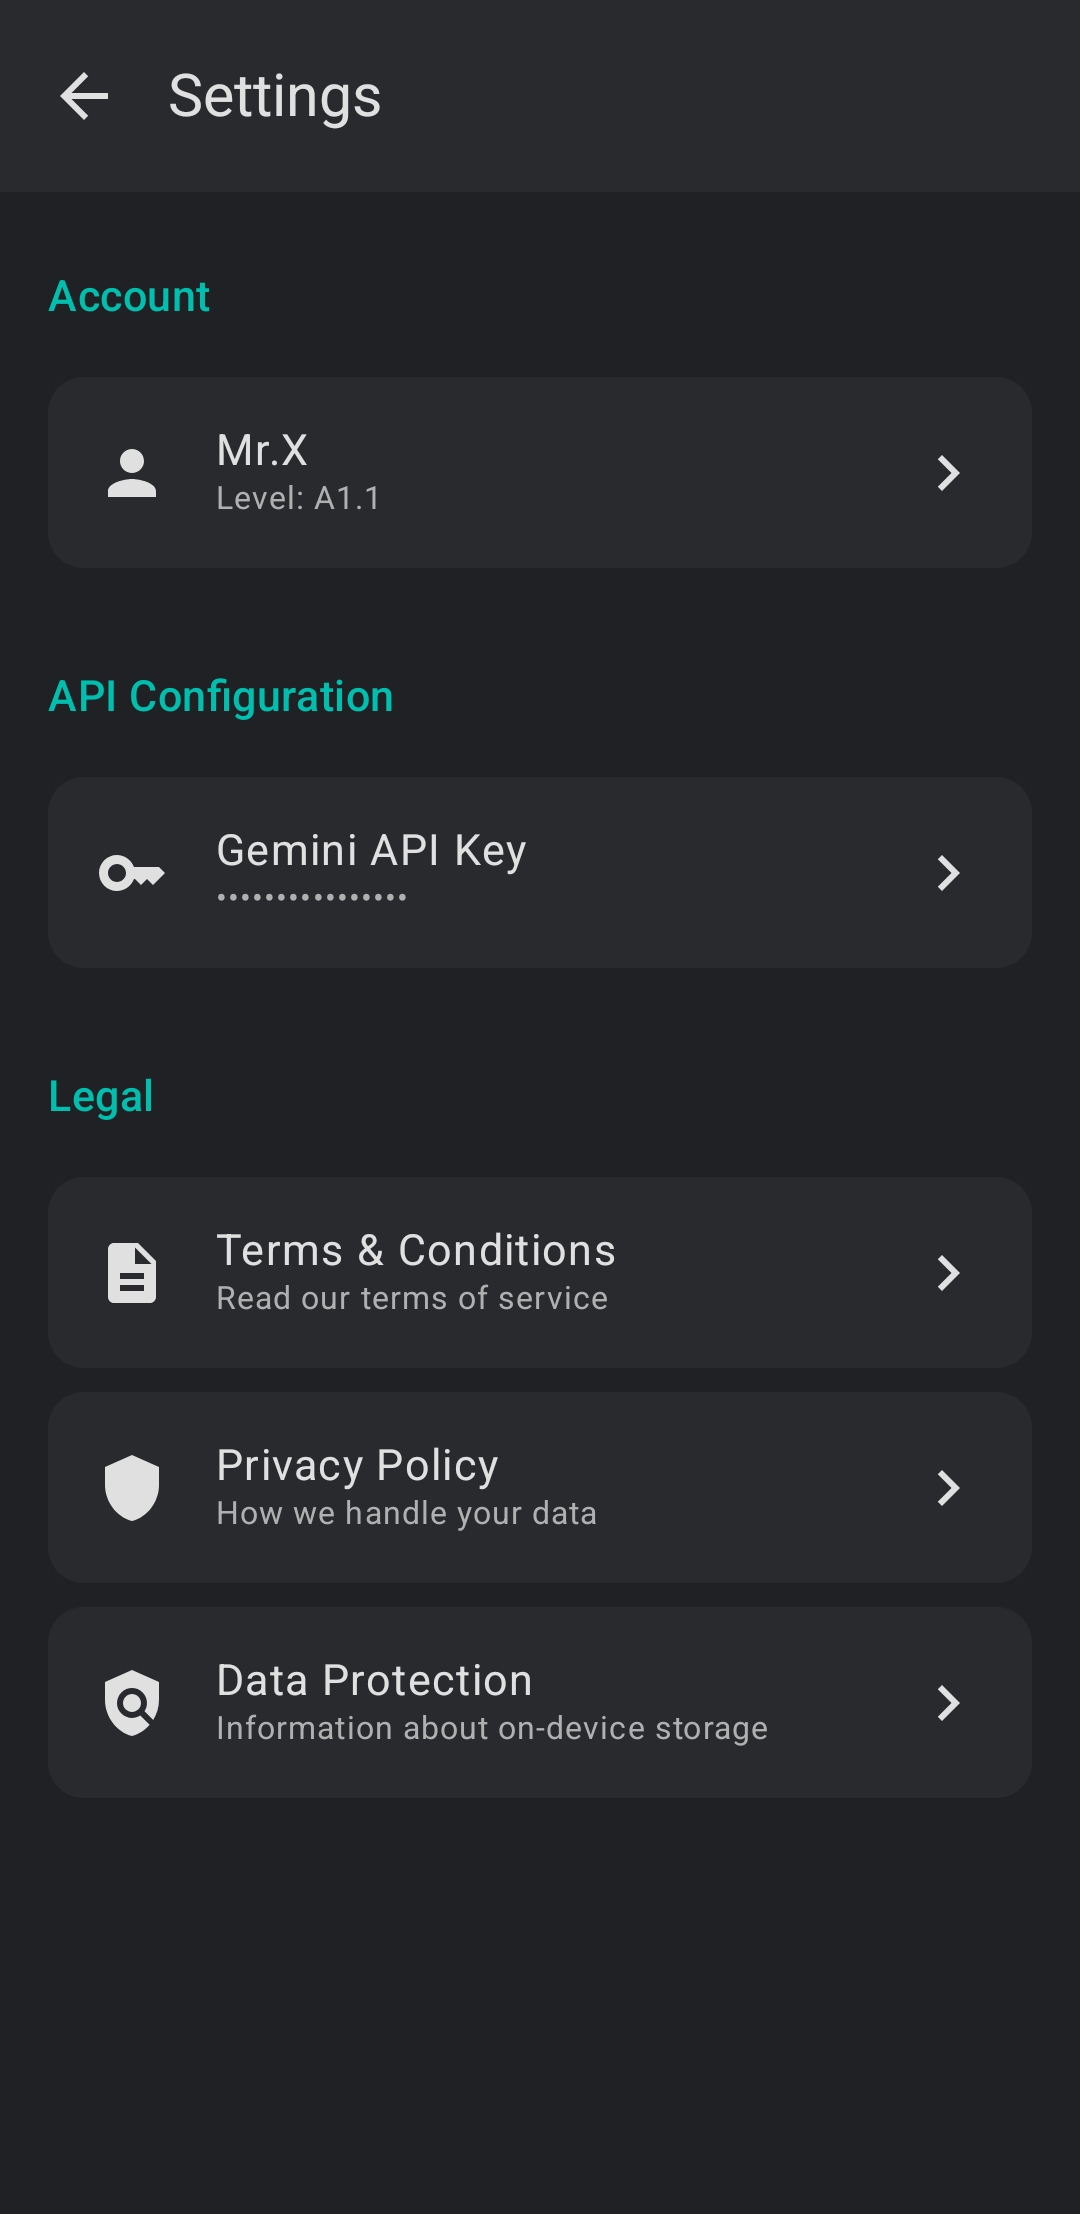 Settings
Account
Mr.X
Level: A1.1
API Configuration
Gemini API Key
••••••••••••••••
Legal
Terms & Conditions
Read our terms of service
Privacy Policy
How we handle your data
Data Protection
Information about on-device storage